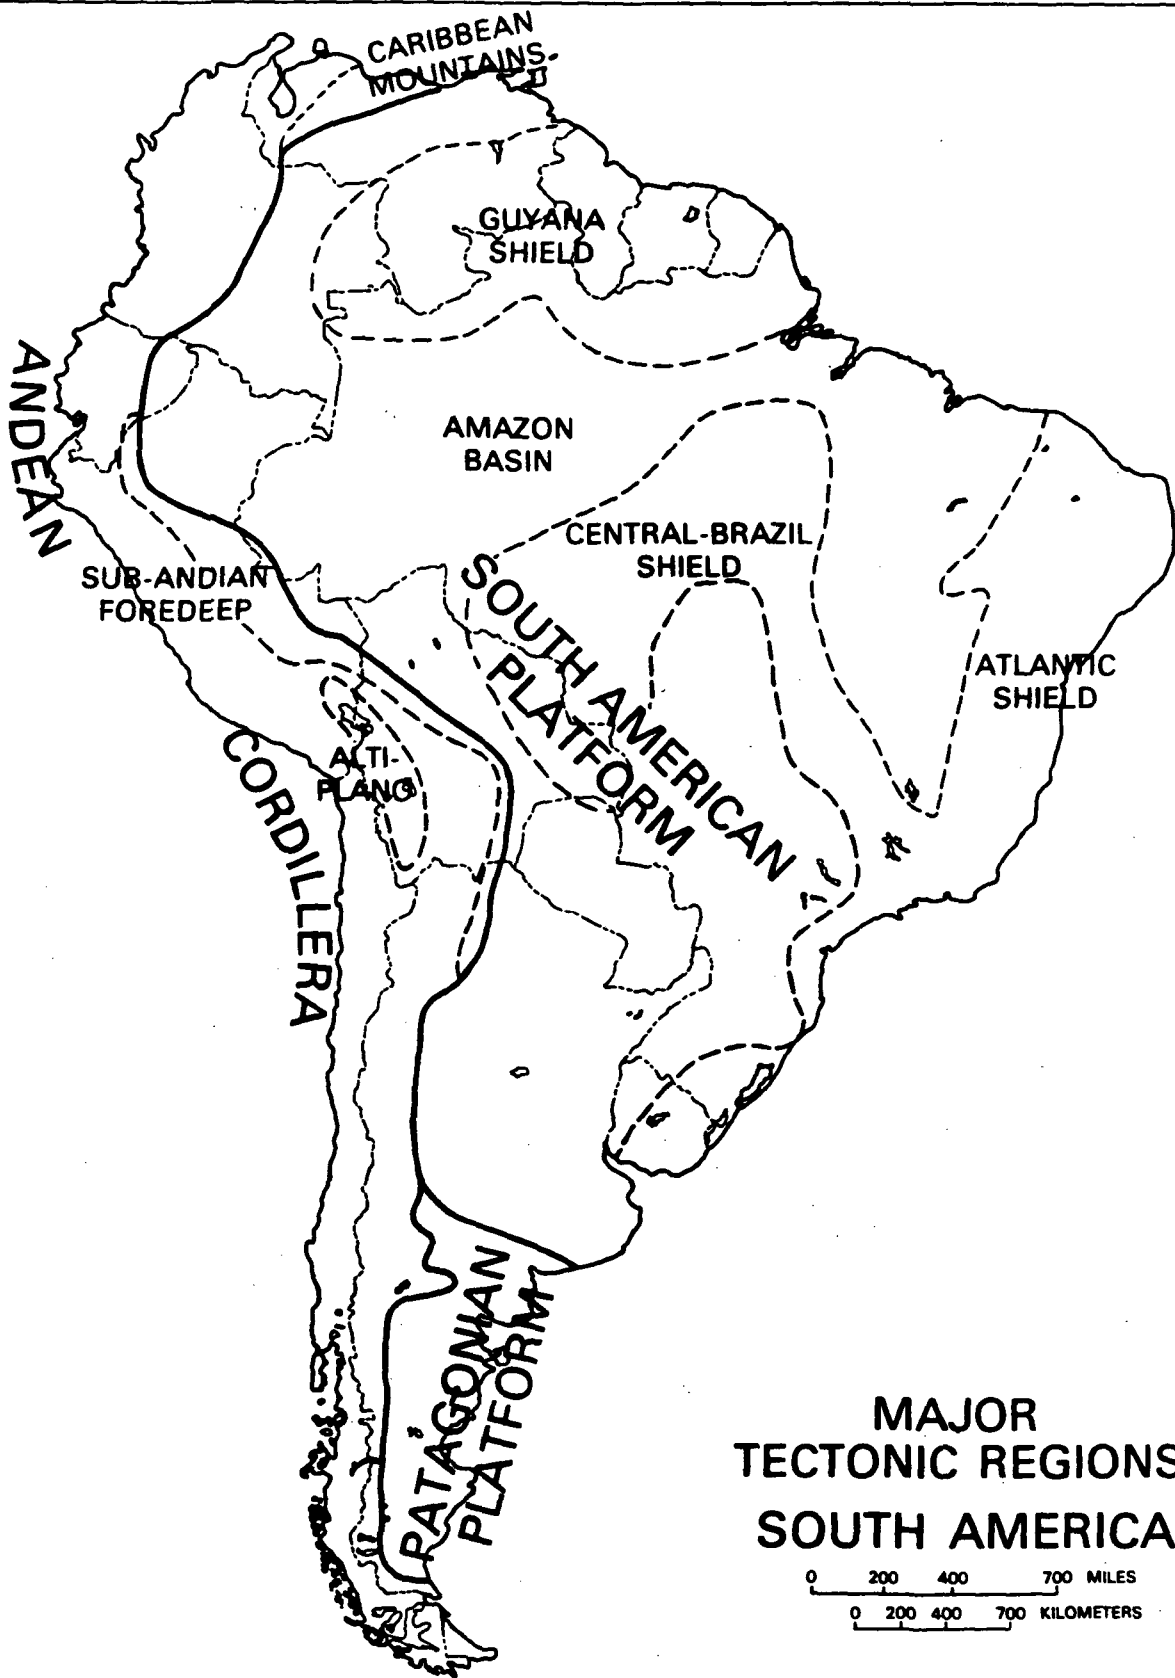 CARIBBEAN
MOUNTAINS
GUYANA
SHIELD
ANDEAN
AMAZON
BASIN
CENTRAL-BRAZIL
SHIELD
SUB-ANDIAN
FOREDEEP
SOUTH AMERICAN
PLATFORM
ATLANTIC
SHIELD
CORDILLERA
ALTI-
PLANO
PATAGONIAN
PLATFORM
MAJOR
TECTONIC REGIONS
SOUTH AMERICA
0 200 400 700 MILES
0 200 400 700 KILOMETERS